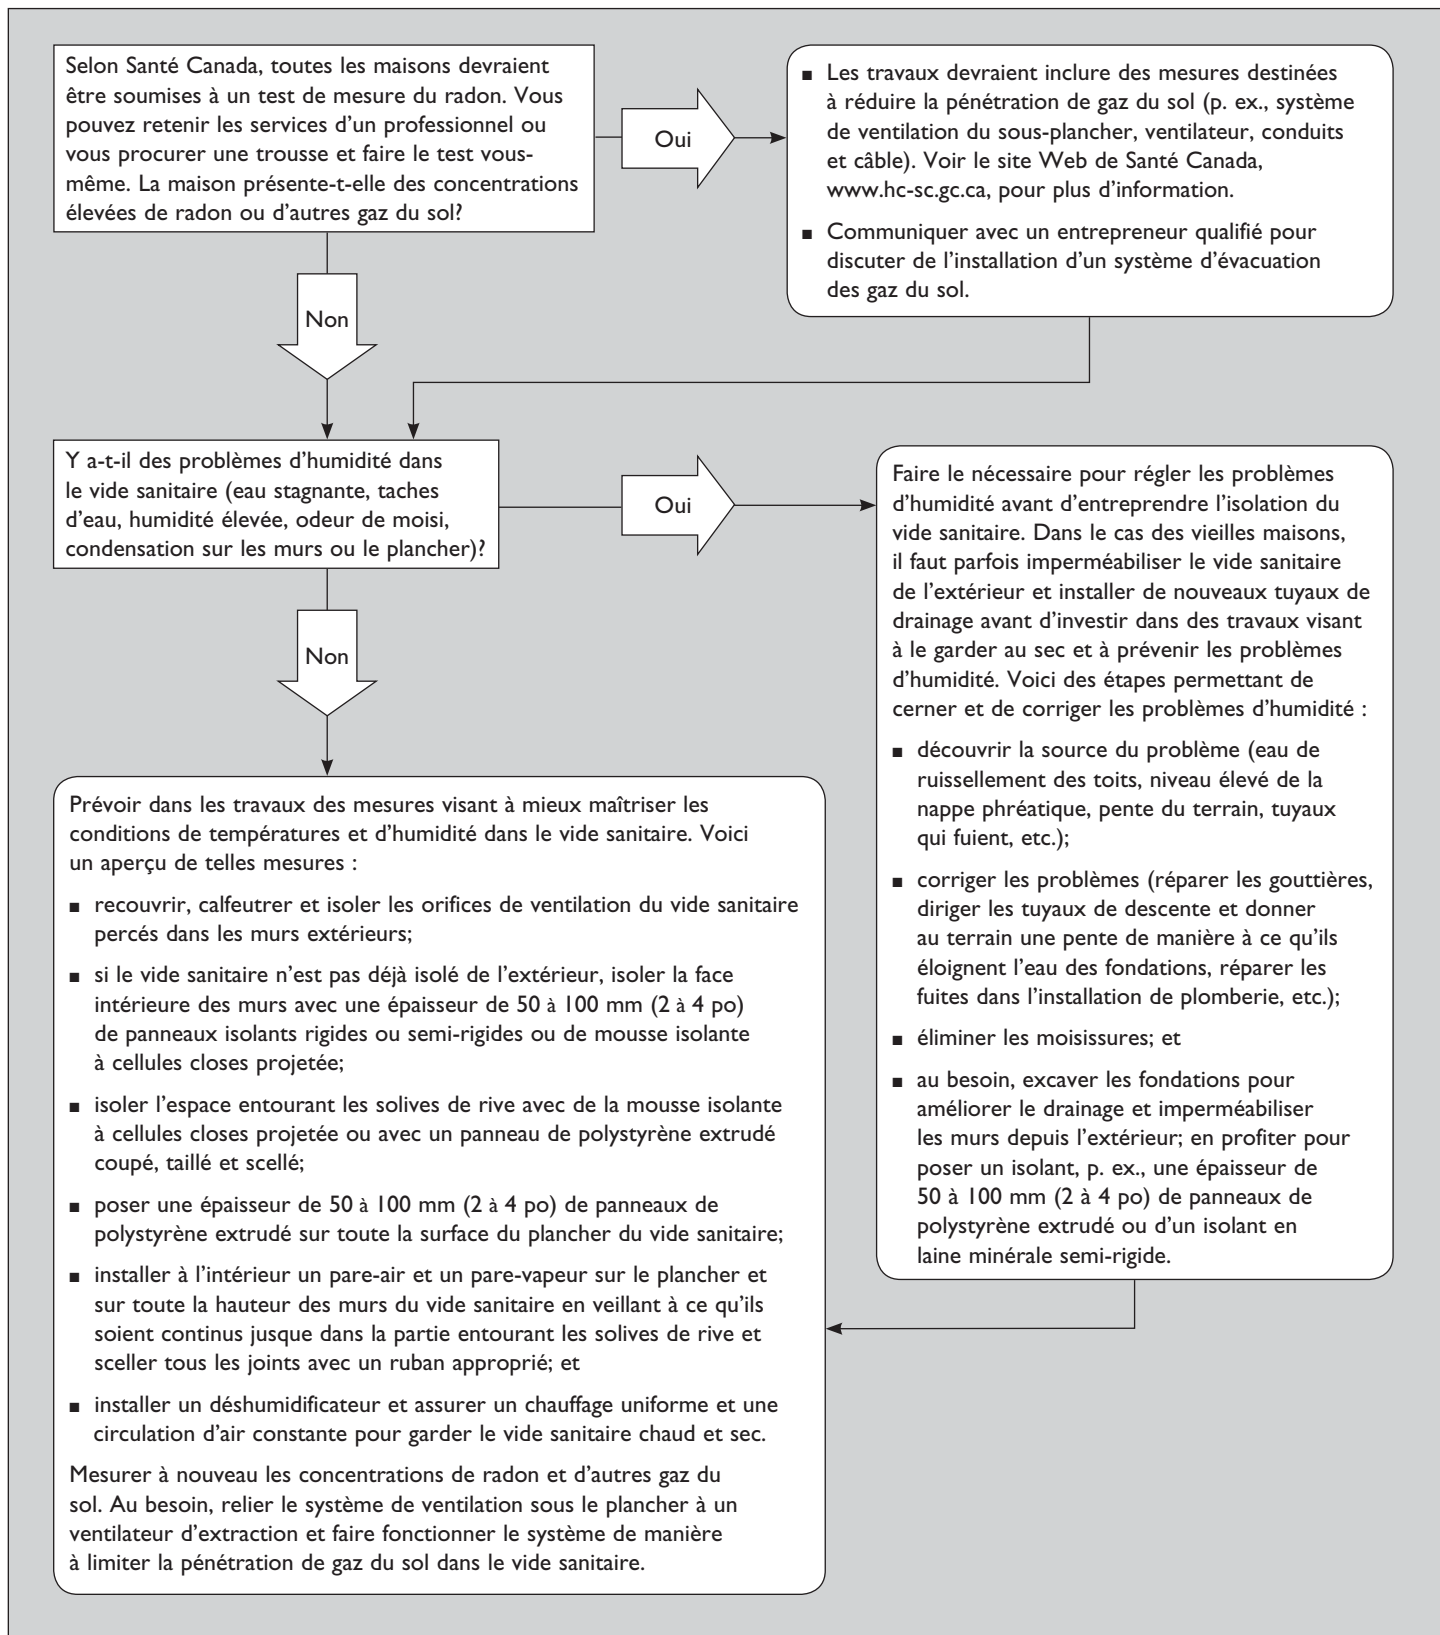 Selon Santé Canada, toutes les maisons devraient
être soumises à un test de mesure du radon. Vous
pouvez retenir les services d’un professionnel ou
vous procurer une trousse et faire le test vous-
même. La maison présente-t-elle des concentrations
élevées de radon ou d’autres gaz du sol?
Oui
■ Les travaux devraient inclure des mesures destinées
à réduire la pénétration de gaz du sol (p. ex., système
de ventilation du sous-plancher, ventilateur, conduits
et câble). Voir le site Web de Santé Canada,
www.hc-sc.gc.ca, pour plus d’information.
■ Communiquer avec un entrepreneur qualifié pour
discuter de l’installation d’un système d’évacuation
des gaz du sol.
Non
Y a-t-il des problèmes d’humidité dans
le vide sanitaire (eau stagnante, taches
d’eau, humidité élevée, odeur de moisi,
condensation sur les murs ou le plancher)?
Oui
Faire le nécessaire pour régler les problèmes
d’humidité avant d’entreprendre l’isolation du
vide sanitaire. Dans le cas des vieilles maisons,
il faut parfois imperméabiliser le vide sanitaire
de l’extérieur et installer de nouveaux tuyaux de
drainage avant d’investir dans des travaux visant
à le garder au sec et à prévenir les problèmes
d’humidité. Voici des étapes permettant de
cerner et de corriger les problèmes d’humidité :
■ découvrir la source du problème (eau de
ruissellement des toits, niveau élevé de la
nappe phréatique, pente du terrain, tuyaux
qui fuient, etc.);
■ corriger les problèmes (réparer les gouttières,
diriger les tuyaux de descente et donner
au terrain une pente de manière à ce qu’ils
éloignent l’eau des fondations, réparer les
fuites dans l’installation de plomberie, etc.);
■ éliminer les moisissures; et
■ au besoin, excaver les fondations pour
améliorer le drainage et imperméabiliser
les murs depuis l’extérieur; en profiter pour
poser un isolant, p. ex., une épaisseur de
50 à 100 mm (2 à 4 po) de panneaux de
polystyrène extrudé ou d’un isolant en
laine minérale semi-rigide.
Non
Prévoir dans les travaux des mesures visant à mieux maîtriser les
conditions de températures et d’humidité dans le vide sanitaire. Voici
un aperçu de telles mesures :
■ recouvrir, calfeutrer et isoler les orifices de ventilation du vide sanitaire
percés dans les murs extérieurs;
■ si le vide sanitaire n’est pas déjà isolé de l’extérieur, isoler la face
intérieure des murs avec une épaisseur de 50 à 100 mm (2 à 4 po)
de panneaux isolants rigides ou semi-rigides ou de mousse isolante
à cellules closes projetée;
■ isoler l’espace entourant les solives de rive avec de la mousse isolante
à cellules closes projetée ou avec un panneau de polystyrène extrudé
coupé, taillé et scellé;
■ poser une épaisseur de 50 à 100 mm (2 à 4 po) de panneaux de
polystyrène extrudé sur toute la surface du plancher du vide sanitaire;
■ installer à l’intérieur un pare-air et un pare-vapeur sur le plancher et
sur toute la hauteur des murs du vide sanitaire en veillant à ce qu’ils
soient continus jusque dans la partie entourant les solives de rive et
sceller tous les joints avec un ruban approprié; et
■ installer un déshumidificateur et assurer un chauffage uniforme et une
circulation d’air constante pour garder le vide sanitaire chaud et sec.
Mesurer à nouveau les concentrations de radon et d’autres gaz du
sol. Au besoin, relier le système de ventilation sous le plancher à un
ventilateur d’extraction et faire fonctionner le système de manière
à limiter la pénétration de gaz du sol dans le vide sanitaire.